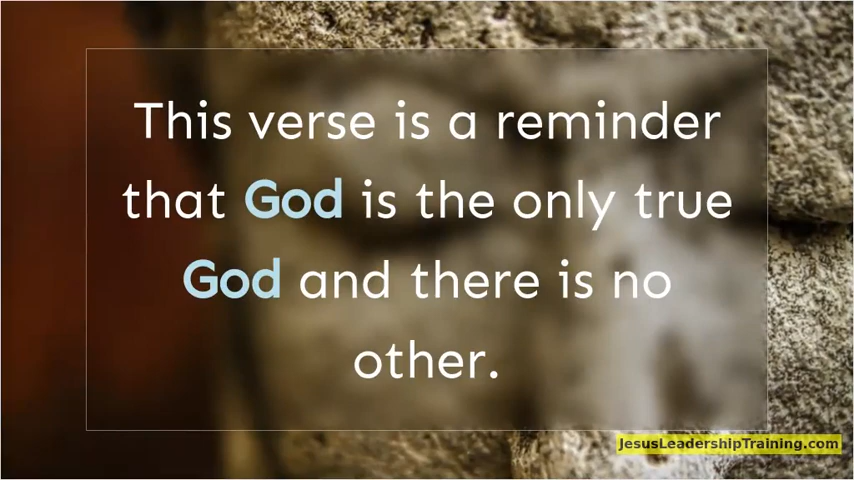 This verse is a reminder
that God is the only true
God and there is no
other.
JesusLeadershipTraining.com